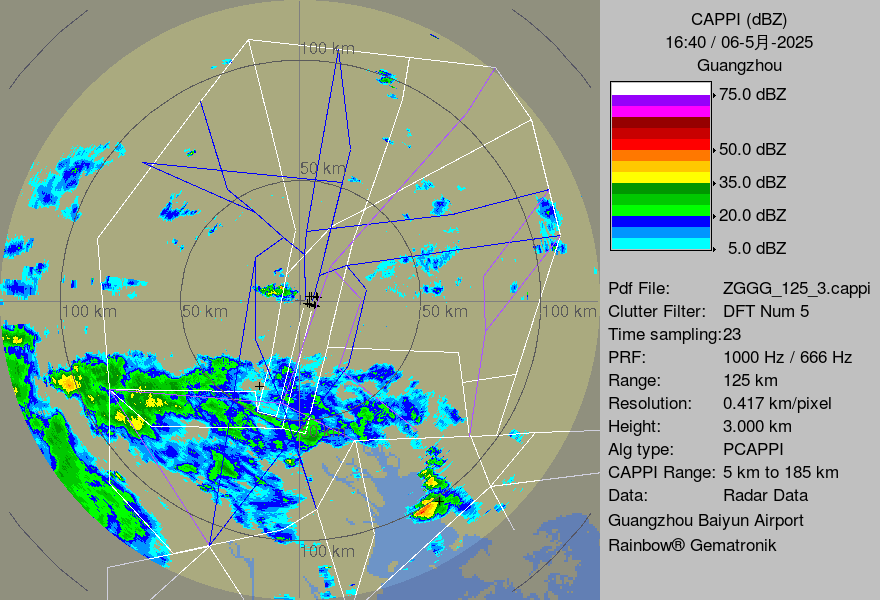 CAPPI (dBZ)
16:40 / 06-5月-2025
Guangzhou
75.0 dBZ
50.0 dBZ
35.0 dBZ
20.0 dBZ
5.0 dBZ
Pdf File: ZGGG_125_3.cappi
Clutter Filter: DFT Num 5
Time sampling:23
PRF: 1000 Hz / 666 Hz
Range: 125 km
Resolution: 0.417 km/pixel
Height: 3.000 km
Alg type: PCAPPI
CAPPI Range: 5 km to 185 km
Data: Radar Data
Guangzhou Baiyun Airport
Rainbow® Gematronik
100 km
50 km
100 km
50 km
50 km
100 km
100 km